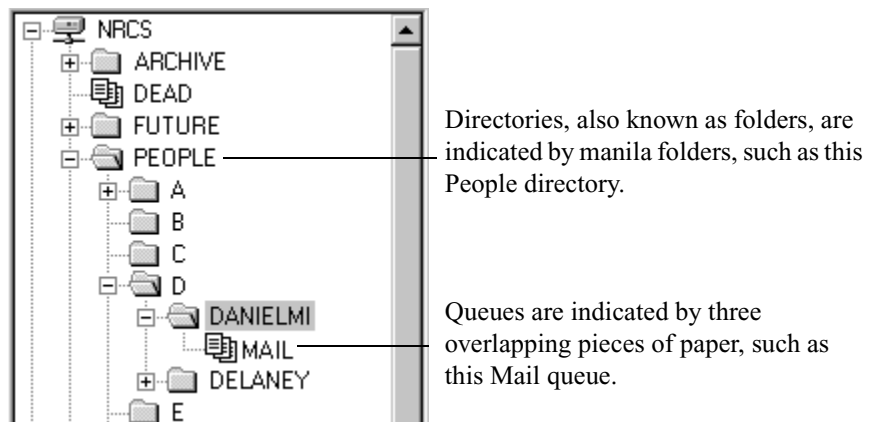 NRCS
ARCHIVE
DEAD
FUTURE
PEOPLE
A
B
C
D
DANIELMI
MAIL
DELANEY
E
Directories, also known as folders, are
indicated by manila folders, such as this
People directory.
Queues are indicated by three
overlapping pieces of paper, such as
this Mail queue.